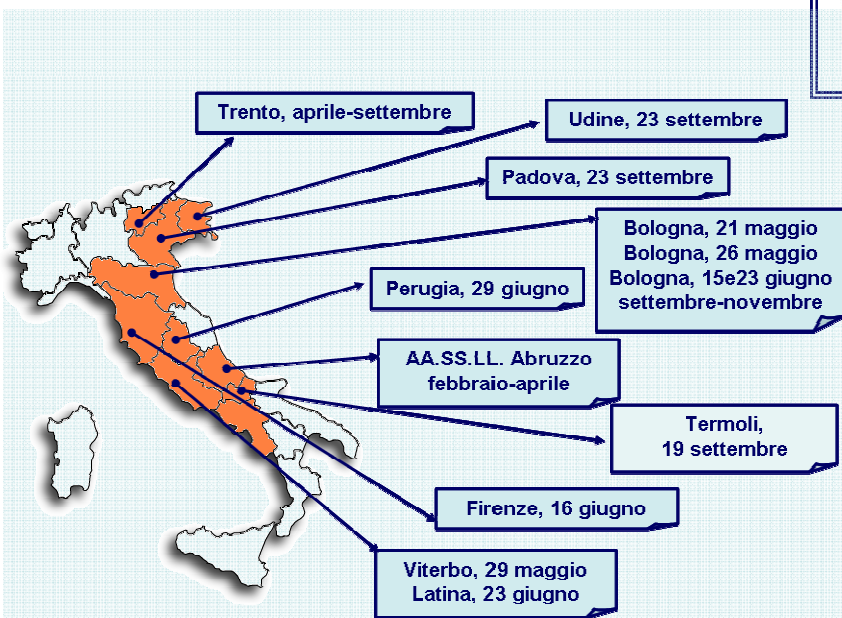 Trento, aprile-settembre
Udine, 23 settembre
Padova, 23 settembre
Bologna, 21 maggio
Bologna, 26 maggio
Bologna, 15e23 giugno
settembre-novembre
Perugia, 29 giugno
AA.SS.LL. Abruzzo
febbraio-aprile
Termoli,
19 settembre
Firenze, 16 giugno
Viterbo, 29 maggio
Latina, 23 giugno